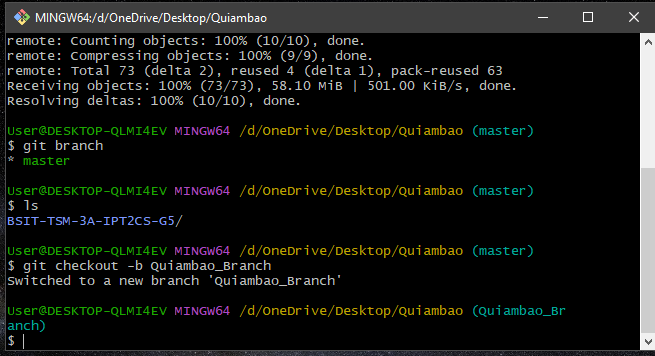 MINGW64:/d/OneDrive/Desktop/Quiambao
remote: Counting objects: 100% (10/10), done.
remote: Compressing objects: 100% (9/9), done.
remote: Total 73 (delta 2), reused 4 (delta 1), pack-reused 63
Receiving objects: 100% (73/73), 58.10 MiB | 501.00 KiB/s, done.
Resolving deltas: 100% (10/10), done.
User@DESKTOP-QLMI4EV MINGW64 /d/OneDrive/Desktop/Quiambao (master)
$ git branch
* master
User@DESKTOP-QLMI4EV MINGW64 /d/OneDrive/Desktop/Quiambao (master)
$ ls
BSIT-TSM-3A-IPT2CS-G5/
User@DESKTOP-QLMI4EV MINGW64 /d/OneDrive/Desktop/Quiambao (master)
$ git checkout -b Quiambao_Branch
Switched to a new branch 'Quiambao_Branch'
User@DESKTOP-QLMI4EV MINGW64 /d/OneDrive/Desktop/Quiambao (Quiambao_Br
anch)
$